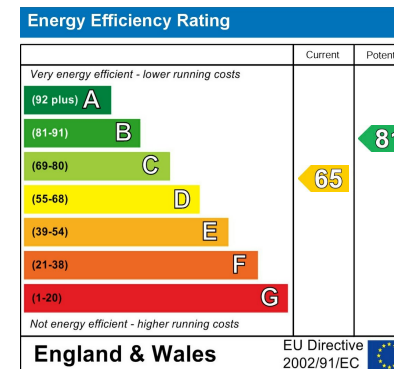 Energy Efficiency Rating
Current Potent
Very energy efficient - lower running costs
(92 plus) A
(81-91) B
81
(69-80) C
65
(55-68) D
(39-54) E
(21-38) F
(1-20) G
Not energy efficient - higher running costs
England & Wales
EU Directive
2002/91/EC